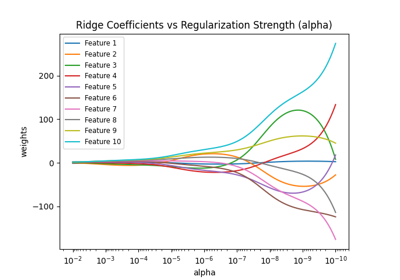 Ridge Coefficients vs Regularization Strength (alpha)
Feature 1
Feature 2
Feature 3
Feature 4
Feature 5
Feature 6
Feature 7
Feature 8
Feature 9
Feature 10
200
100
0
−100
weights
10⁻² 10⁻³ 10⁻⁴ 10⁻⁵ 10⁻⁶ 10⁻⁷ 10⁻⁸ 10⁻⁹ 10⁻¹⁰
alpha